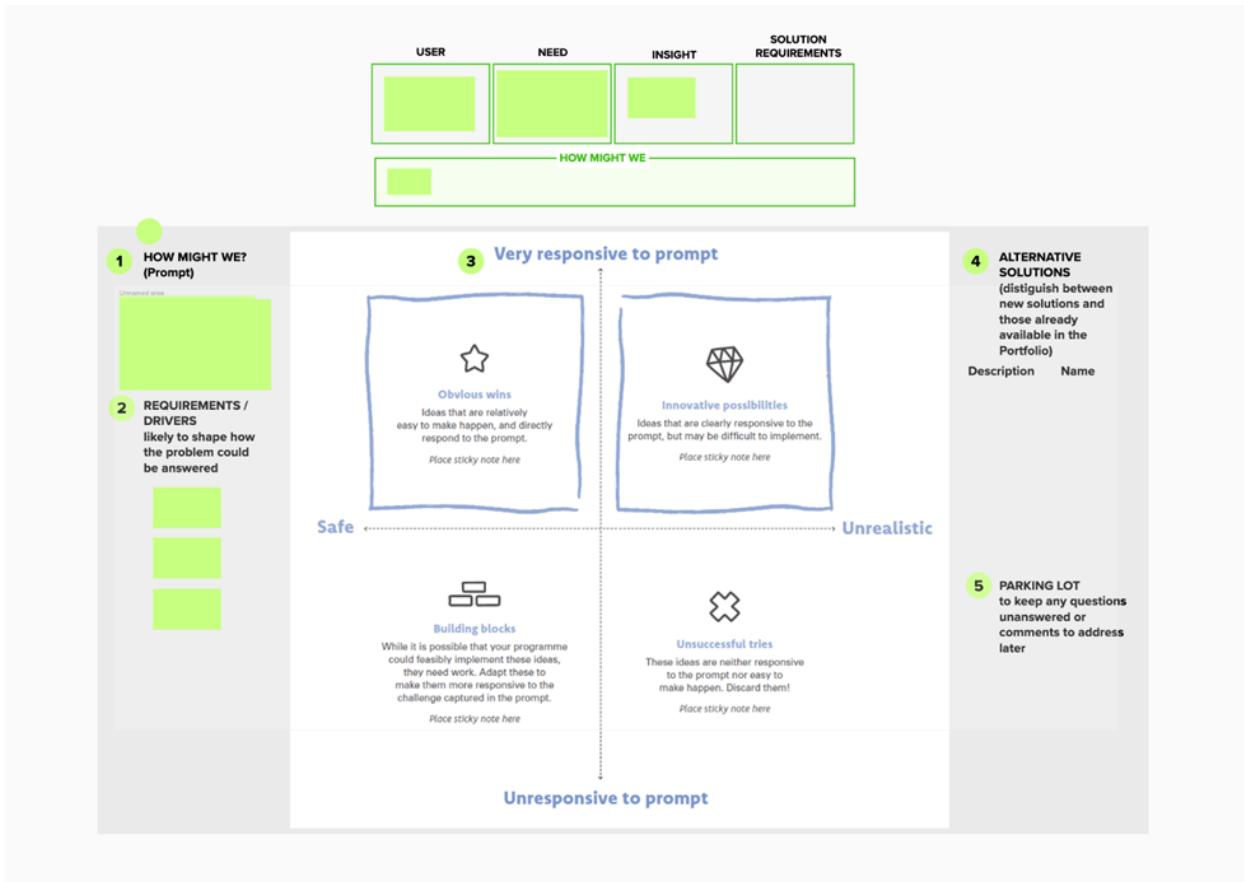 USER
NEED
INSIGHT
SOLUTION
REQUIREMENTS
HOW MIGHT WE
1
HOW MIGHT WE?
(Prompt)
Unnamed area
2
REQUIREMENTS /
DRIVERS
likely to shape how
the problem could
be answered
3
Very responsive to prompt
Obvious wins
Ideas that are relatively
easy to make happen, and directly
respond to the prompt.
Place sticky note here
Innovative possibilities
Ideas that are clearly responsive to the
prompt, but may be difficult to implement.
Place sticky note here
Safe
Unrealistic
Building blocks
While it is possible that your programme
could feasibly implement these ideas,
they need work. Adapt these to
make them more responsive to the
challenge captured in the prompt.
Place sticky note here
Unsuccessful tries
These ideas are neither responsive
to the prompt nor easy to
make happen. Discard them!
Place sticky note here
Unresponsive to prompt
4
ALTERNATIVE
SOLUTIONS
(distiguish between
new solutions and
those already
available in the
Portfolio)
Description Name
5
PARKING LOT
to keep any questions
unanswered or
comments to address
later